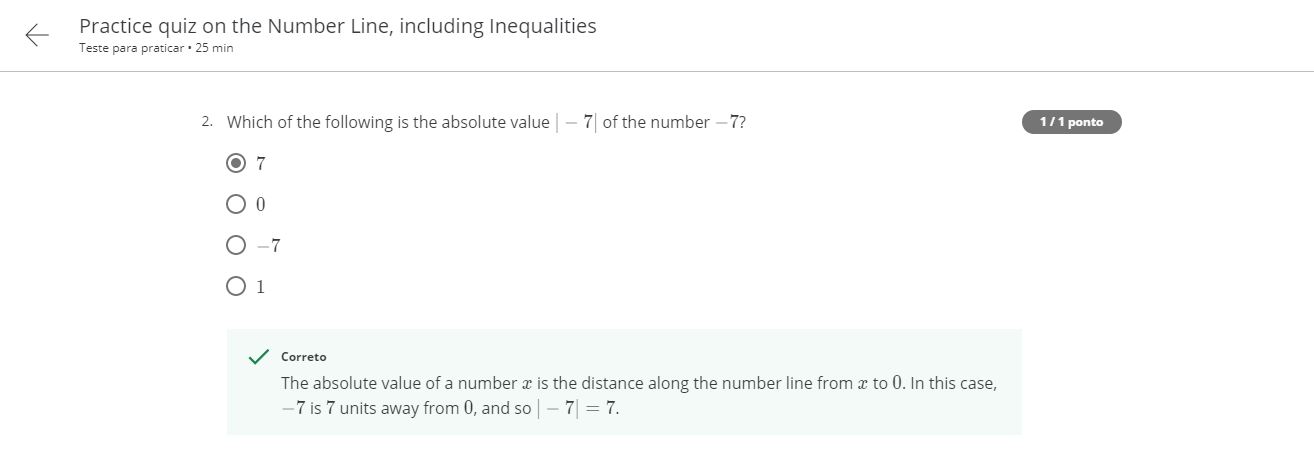 Practice quiz on the Number Line, including Inequalities
Teste para praticar • 25 min
2. Which of the following is the absolute value | − 7| of the number −7?
1 / 1 ponto
7
0
−7
1
Correto
The absolute value of a number x is the distance along the number line from x to 0. In this case,
−7 is 7 units away from 0, and so | − 7| = 7.